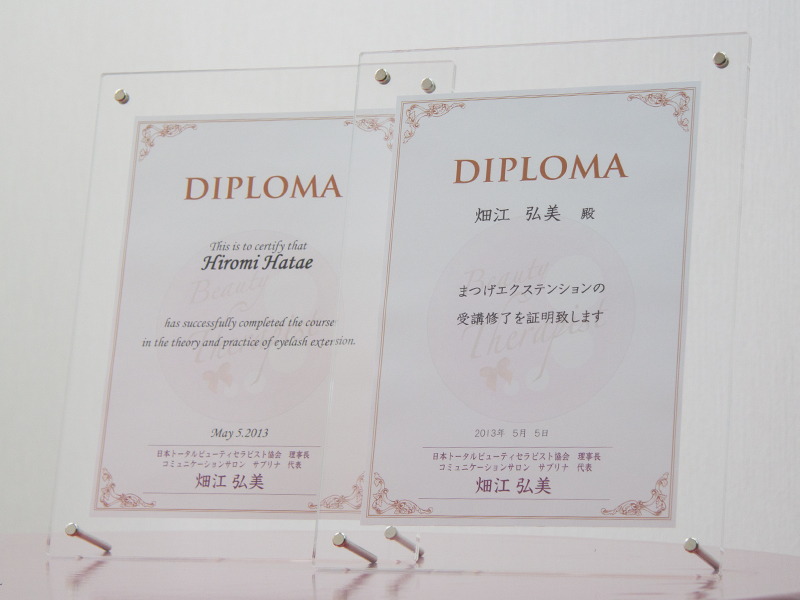 DIPLOMA
This is to certify that
Hiromi Hatae
has successfully completed the course
in the theory and practice of eyelash extension.
May 5.2013
日本トータルビューティセラピスト協会 理事長
コミュニケーションサロン サブリナ 代表
畑江 弘美
Beauty
Therapist
DIPLOMA
畑江 弘美 殿
まつげエクステンションの
受講修了を証明致します
2013年 5月 5日
日本トータルビューティセラピスト協会 理事長
コミュニケーションサロン サブリナ 代表
畑江 弘美
Beauty
Therapist